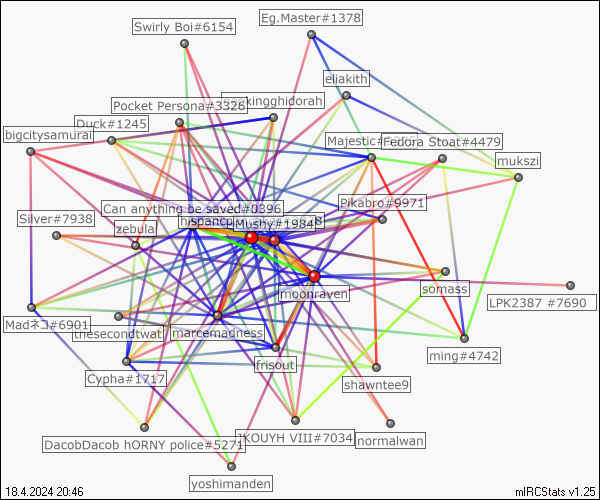 Eg.Master#1378
Swirly Boi#6154
eljakith
kingghidorah
Pocket Persona#3326
Duck#1245
bigcitysamurai
Fedora Stoat#4479
mukszi
Pikabro#9971
Can anything be saved#0396
Silver#7938
Mushy#1984
zebula
moonraven
somass
LPK2387 #7690
Madネコ#6901
thesecondtwat
marcemadness
ming#4742
frisout
Cypha#1717
shawntee9
DacobDacob hORNY police#5271
KOUYH VIII#7034
normalwan
yoshimanden
18.4.2024 20:46
mIRCStats v1.25